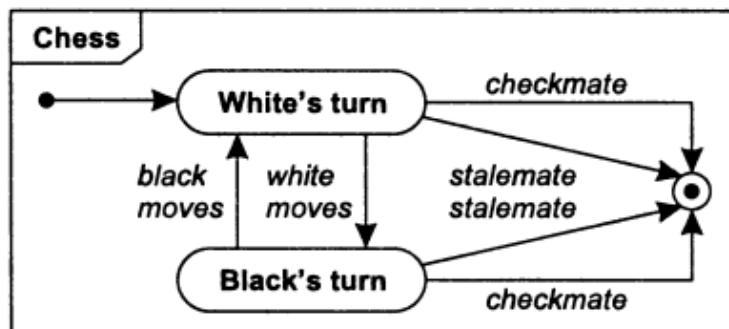 Chess
White's turn
checkmate
black
moves
white
moves
stalemate
stalemate
Black's turn
checkmate